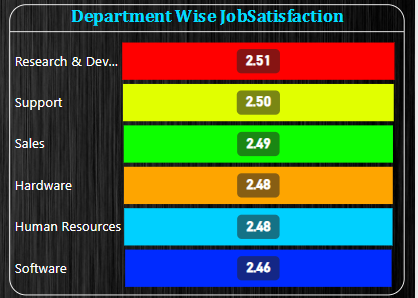 Department Wise JobSatisfaction
Research & Dev... 2.51
Support 2.50
Sales 2.49
Hardware 2.48
Human Resources 2.48
Software 2.46